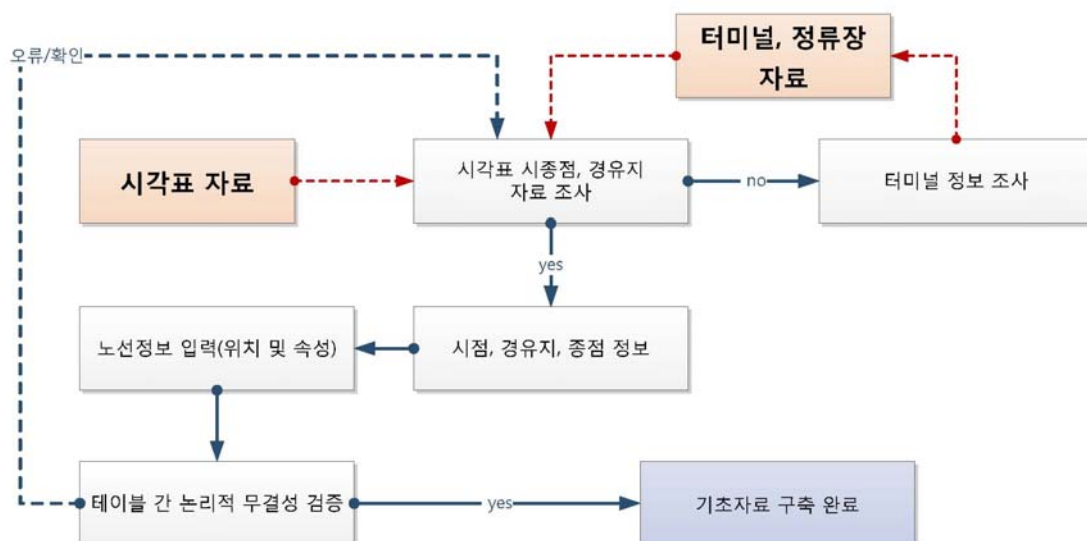 오류/확인
터미널, 정류장
자료
시각표 자료
시각표 시종점, 경유지
자료 조사
no
터미널 정보 조사
yes
노선정보 입력(위치 및 속성)
시점, 경유지, 종점 정보
테이블 간 논리적 무결성 검증
yes
기초자료 구축 완료